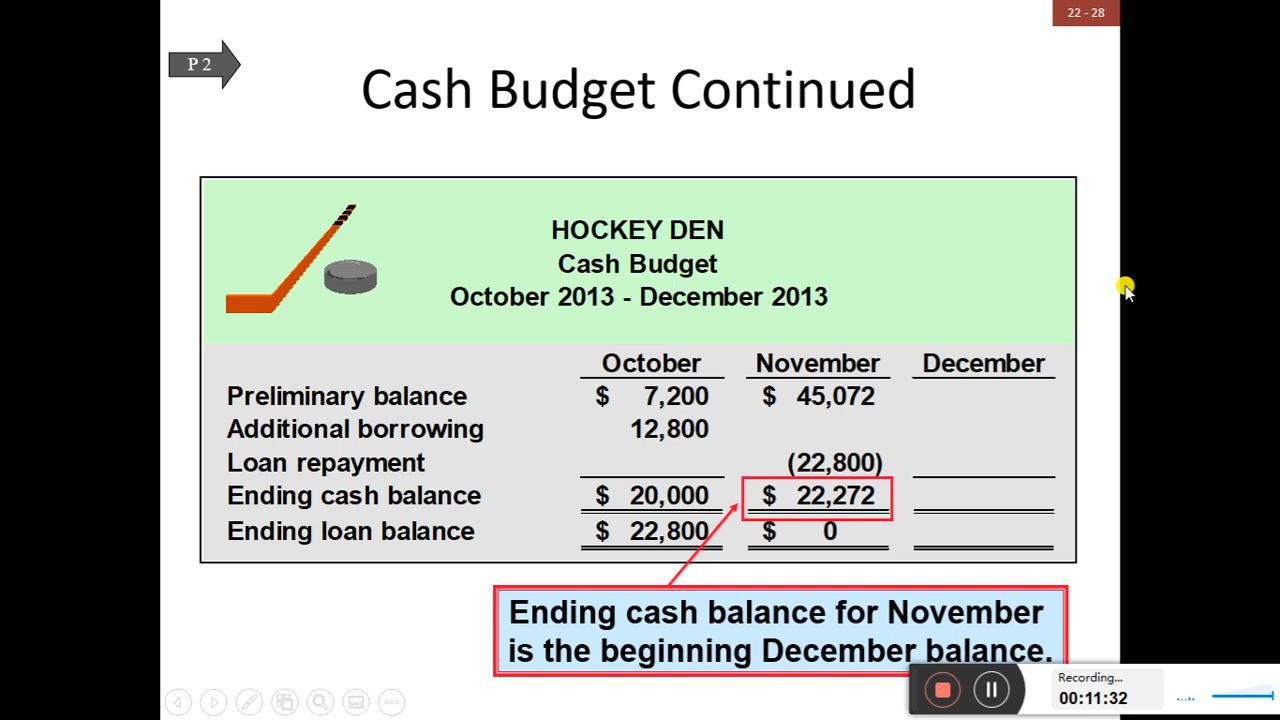 22 - 28
P 2
Cash Budget Continued
HOCKEY DEN
Cash Budget
October 2013 - December 2013
October November December
Preliminary balance $ 7,200 $ 45,072
Additional borrowing 12,800
Loan repayment (22,800)
Ending cash balance $ 20,000 $ 22,272
Ending loan balance $ 22,800 $ 0
Ending cash balance for November
is the beginning December balance.
Recording...
00:11:32